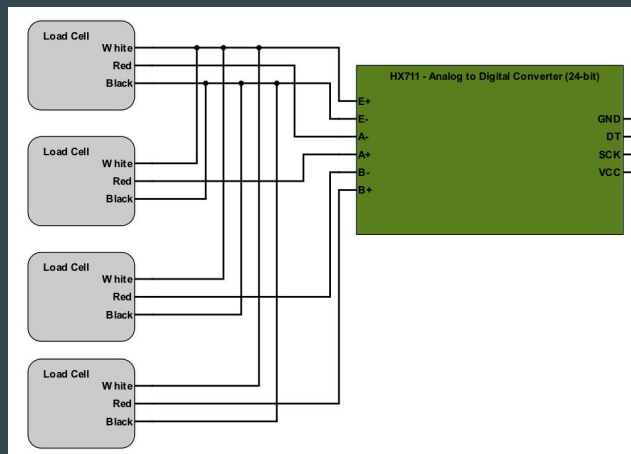 Load Cell
White
Red
Black
Load Cell
White
Red
Black
Load Cell
White
Red
Black
Load Cell
White
Red
Black
HX711 - Analog to Digital Converter (24-bit)
E+
E-
A-
A+
B-
B+
GND
DT
SCK
VCC